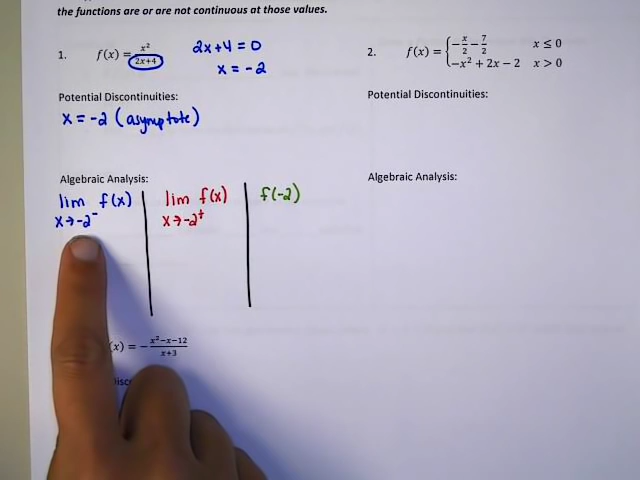 the functions are or are not continuous at those values.
1. f(x) = x²/2x+4
2x+4 = 0
x = -2
Potential Discontinuities:
x = -2 (asymptote)
Algebraic Analysis:
lim f(x) x→-2⁻
lim f(x) x→-2⁺
f(-2)
(x) = - x²-x-12/x+3
Disc
2. f(x) = { -x/2 - 7/2 x ≤ 0
-x² + 2x - 2 x > 0
Potential Discontinuities:
Algebraic Analysis: